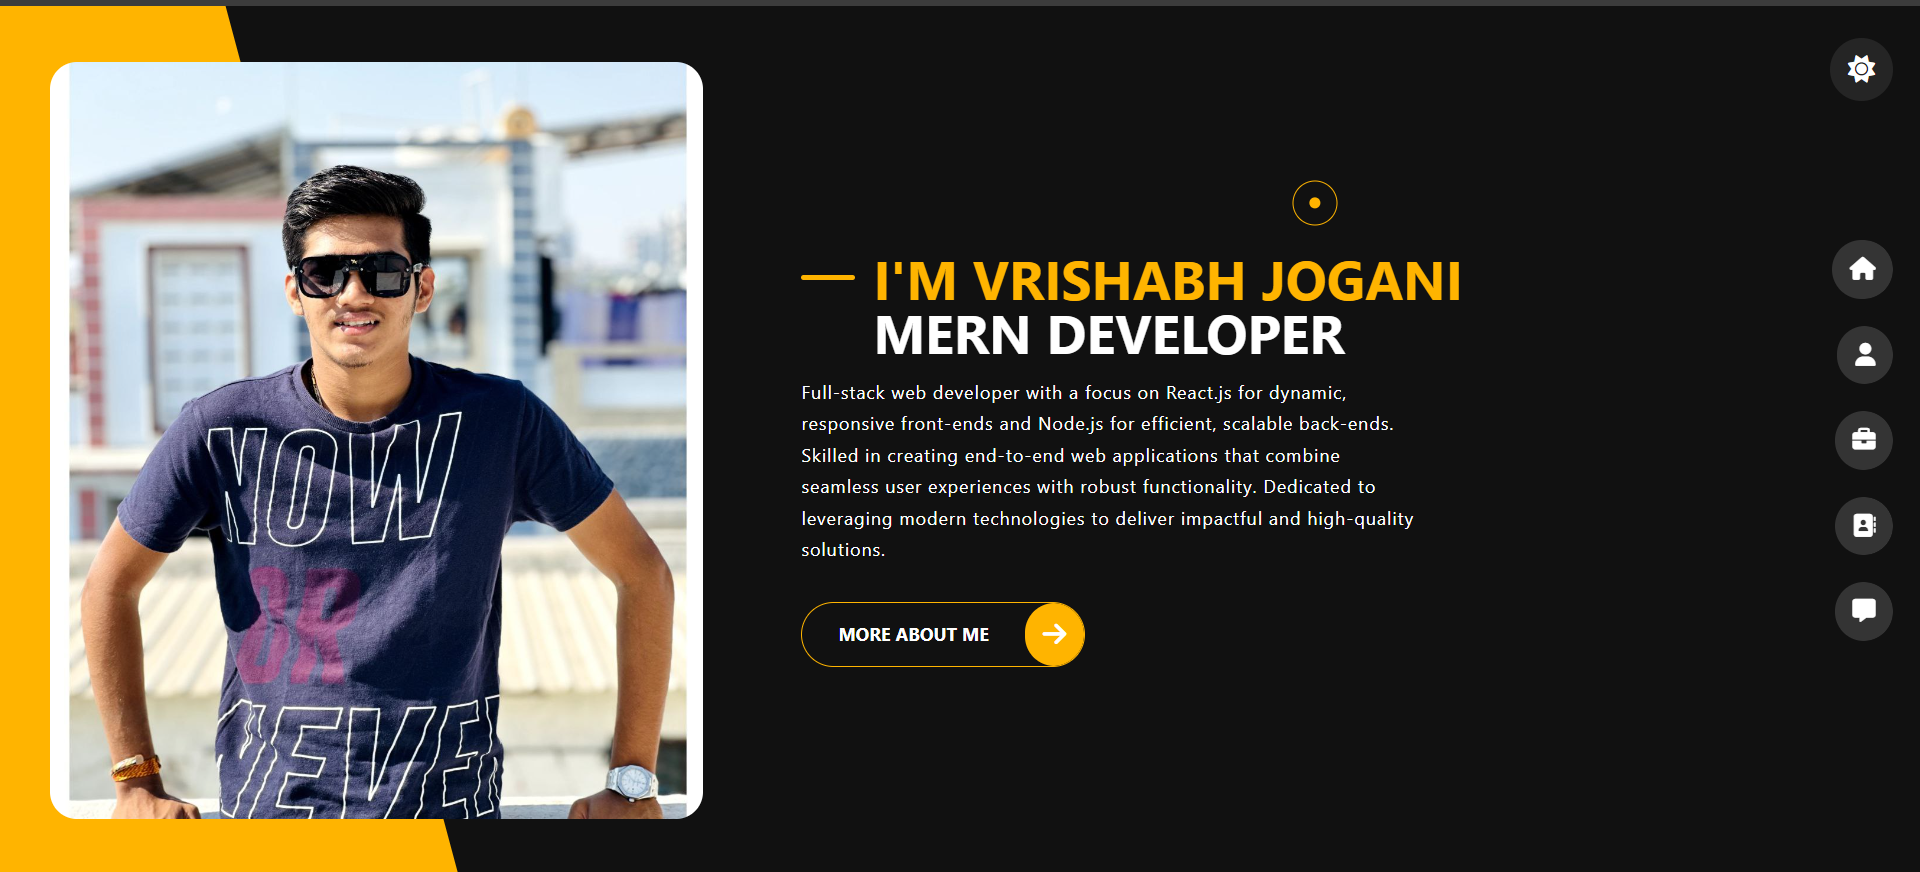 I'M VRISHABH JOGANI
MERN DEVELOPER
Full-stack web developer with a focus on React.js for dynamic,
responsive front-ends and Node.js for efficient, scalable back-ends.
Skilled in creating end-to-end web applications that combine
seamless user experiences with robust functionality. Dedicated to
leveraging modern technologies to deliver impactful and high-quality
solutions.
MORE ABOUT ME
NOW
OR
NEVER